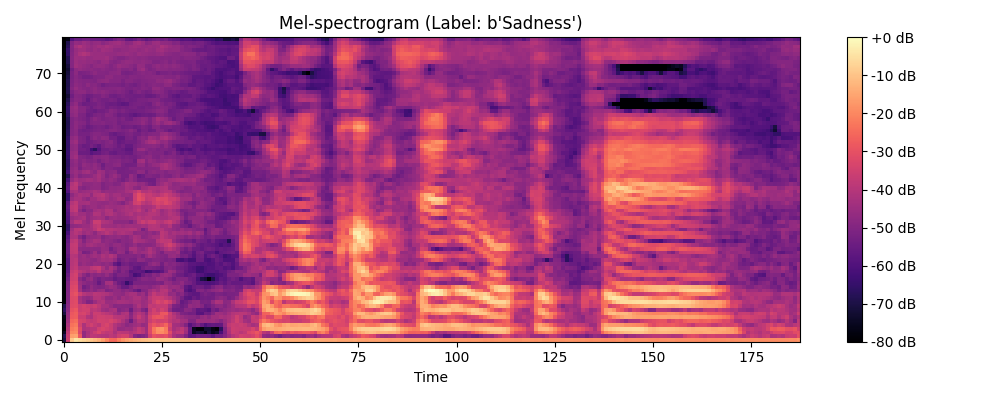 Mel-spectrogram (Label: b'Sadness')
Mel Frequency
70
60
50
40
30
20
10
0
0 25 50 75 100 125 150 175
Time
+0 dB
-10 dB
-20 dB
-30 dB
-40 dB
-50 dB
-60 dB
-70 dB
-80 dB